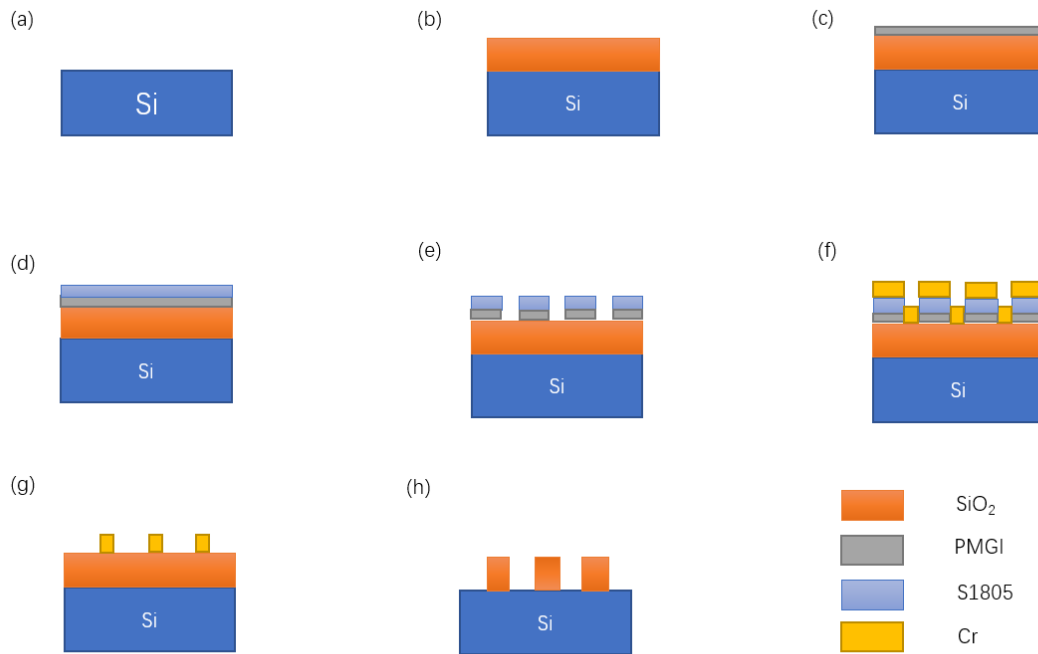 (a)
Si
(b)
Si
(c)
Si
(d)
Si
(e)
Si
(f)
Si
(g)
Si
(h)
Si
SiO₂
PMGI
S1805
Cr